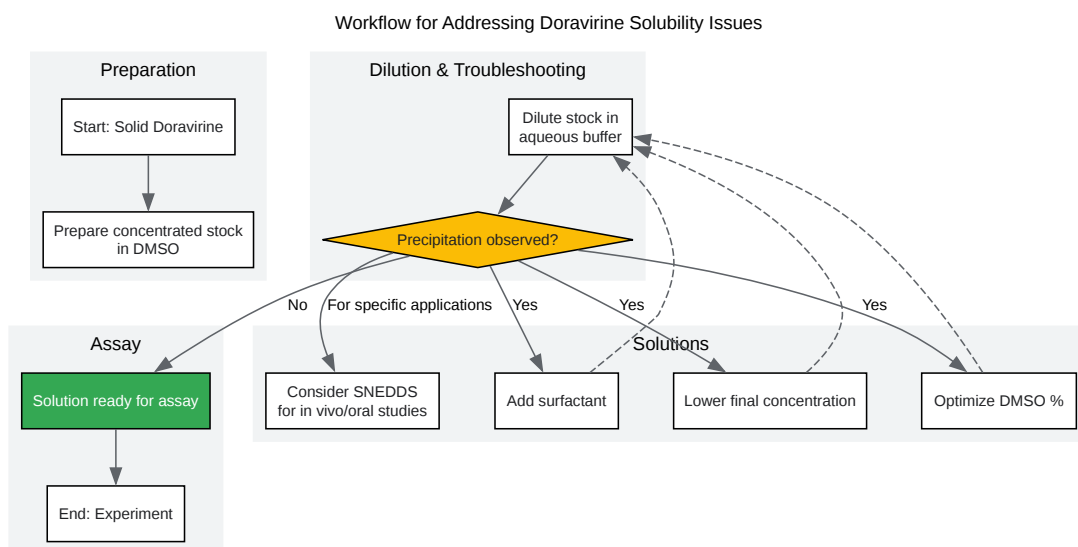 Workflow for Addressing Doravirine Solubility Issues
Preparation
Start: Solid Doravirine
Prepare concentrated stock
in DMSO
Dilution & Troubleshooting
Dilute stock in
aqueous buffer
Precipitation observed?
No
For specific applications
Yes
Yes
Yes
Assay
Solution ready for assay
End: Experiment
Solutions
Consider SNEDDS
for in vivo/oral studies
Add surfactant
Lower final concentration
Optimize DMSO %